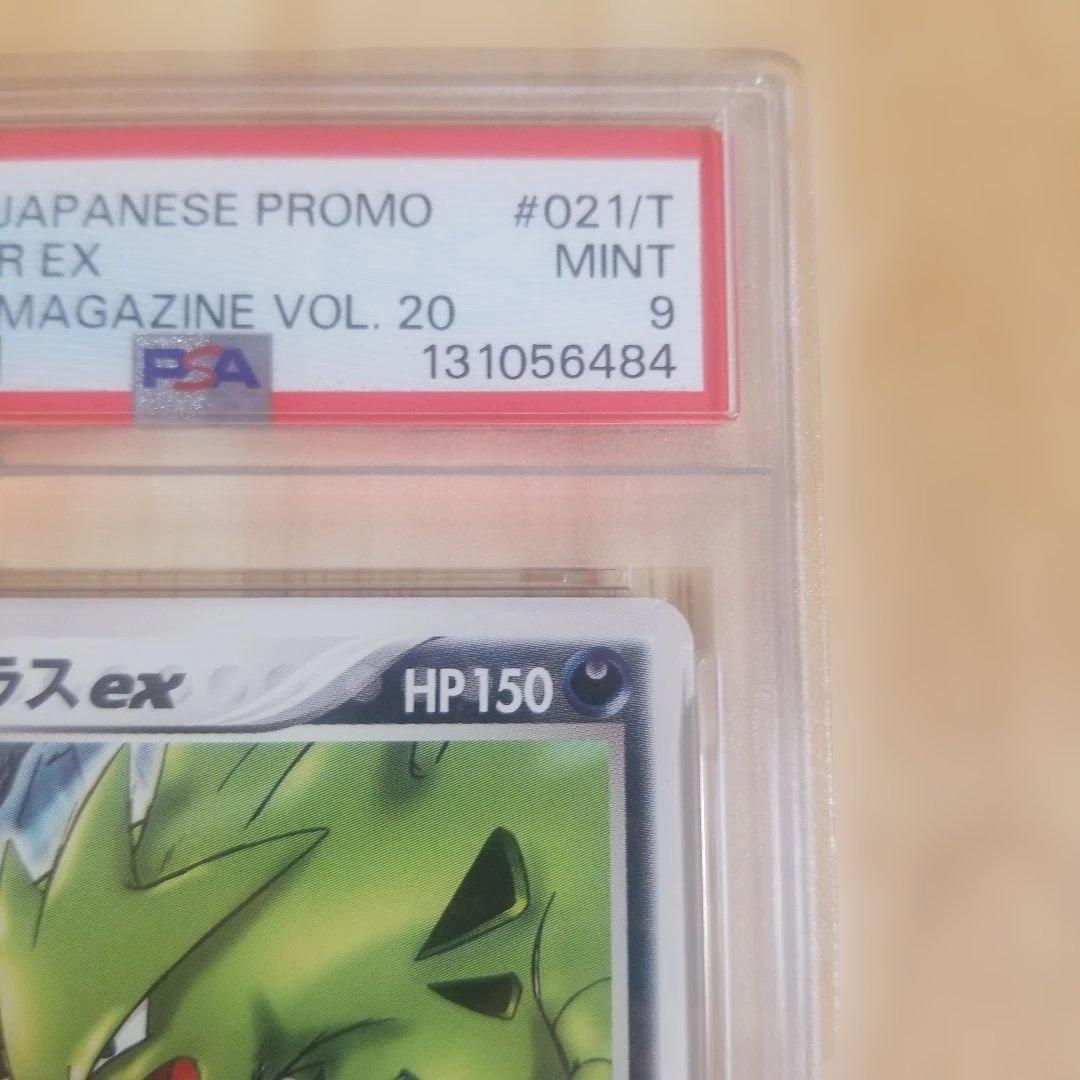 JAPANESE PROMO #021/T
R EX MINT
MAGAZINE VOL. 20 9
PSA 131056484
ラスex HP150